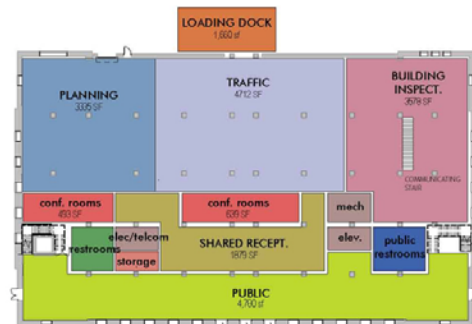 LOADING DOCK
1,660 sf
PLANNING
3335 SF
TRAFFIC
4712 SF
BUILDING
INSPECT.
3578 SF
COMMUNICATING
STAIR
conf. rooms
493 SF
conf. rooms
639 SF
mech
restrooms
elec/telcom
storage
SHARED RECEPT.
1879 SF
elev.
public
restrooms
PUBLIC
4,790 sf